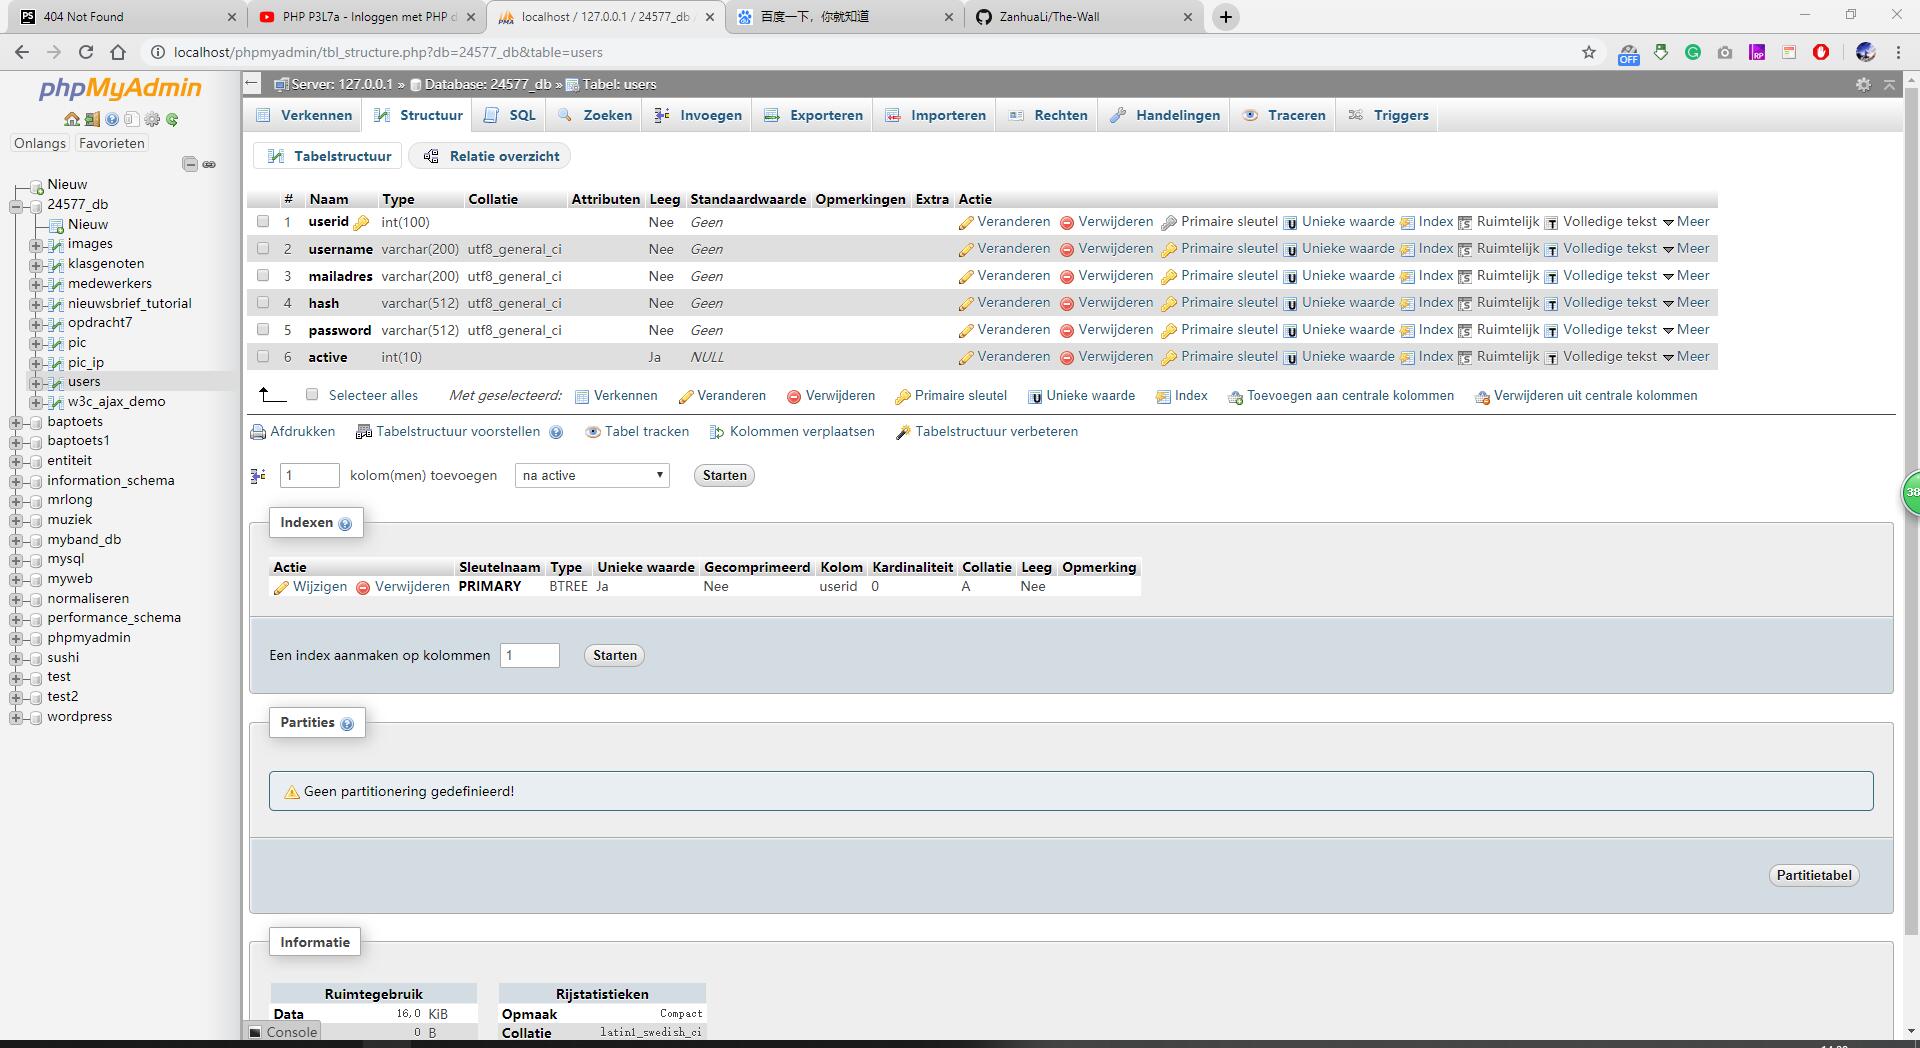 404 Not Found
PHP P3L7a - Inloggen met PHP d
localhost / 127.0.0.1 / 24577_db
百度一下，你就知道
ZanhuaLi/The-Wall
localhost/phpmyadmin/tbl_structure.php?db=24577_db&table=users
OFF
RP
phpMyAdmin
Onlangs Favorieten
Nieuw
24577_db
Nieuw
images
klasgenoten
medewerkers
nieuwsbrief_tutorial
opdracht7
pic
pic_ip
users
w3c_ajax_demo
baptoets
baptoets1
entiteit
information_schema
mrlong
muziek
myband_db
mysql
myweb
normaliseren
performance_schema
phpmyadmin
sushi
test
test2
wordpress
Server: 127.0.0.1 » Database: 24577_db » Tabel: users
Verkennen Structuur SQL Zoeken Invoegen Exporteren Importeren Rechten Handelingen Traceren Triggers
Tabelstructuur Relatie overzicht
# Naam Type Collatie Attributen Leeg Standaardwaarde Opmerkingen Extra Actie
1 userid int(100) Nee Geen Veranderen Verwijderen Primaire sleutel Unieke waarde Index Ruimtelijk Volledige tekst Meer
2 username varchar(200) utf8_general_ci Nee Geen Veranderen Verwijderen Primaire sleutel Unieke waarde Index Ruimtelijk Volledige tekst Meer
3 mailadres varchar(200) utf8_general_ci Nee Geen Veranderen Verwijderen Primaire sleutel Unieke waarde Index Ruimtelijk Volledige tekst Meer
4 hash varchar(512) utf8_general_ci Nee Geen Veranderen Verwijderen Primaire sleutel Unieke waarde Index Ruimtelijk Volledige tekst Meer
5 password varchar(512) utf8_general_ci Nee Geen Veranderen Verwijderen Primaire sleutel Unieke waarde Index Ruimtelijk Volledige tekst Meer
6 active int(10) Ja NULL Veranderen Verwijderen Primaire sleutel Unieke waarde Index Ruimtelijk Volledige tekst Meer
Selecteer alles Met geselecteerd: Verkennen Veranderen Verwijderen Primaire sleutel Unieke waarde Index Toevoegen aan centrale kolommen Verwijderen uit centrale kolommen
Afdrukken Tabelstructuur voorstellen Tabel tracken Kolommen verplaatsen Tabelstructuur verbeteren
1 kolom(men) toevoegen na active Starten
38
Indexen
Actie Sleutelnaam Type Unieke waarde Gecomprimeerd Kolom Kardinaliteit Collatie Leeg Opmerking
Wijzigen Verwijderen PRIMARY BTREE Ja Nee userid 0 A Nee
Een index aanmaken op kolommen 1 Starten
Partities
Geen partitionering gedefinieerd!
Partitietabel
Informatie
Ruimtegebruik
Data 16,0 KiB
0 B
Rijstatistieken
Opmaak Compact
Collatie latin1_swedish_ci
Console